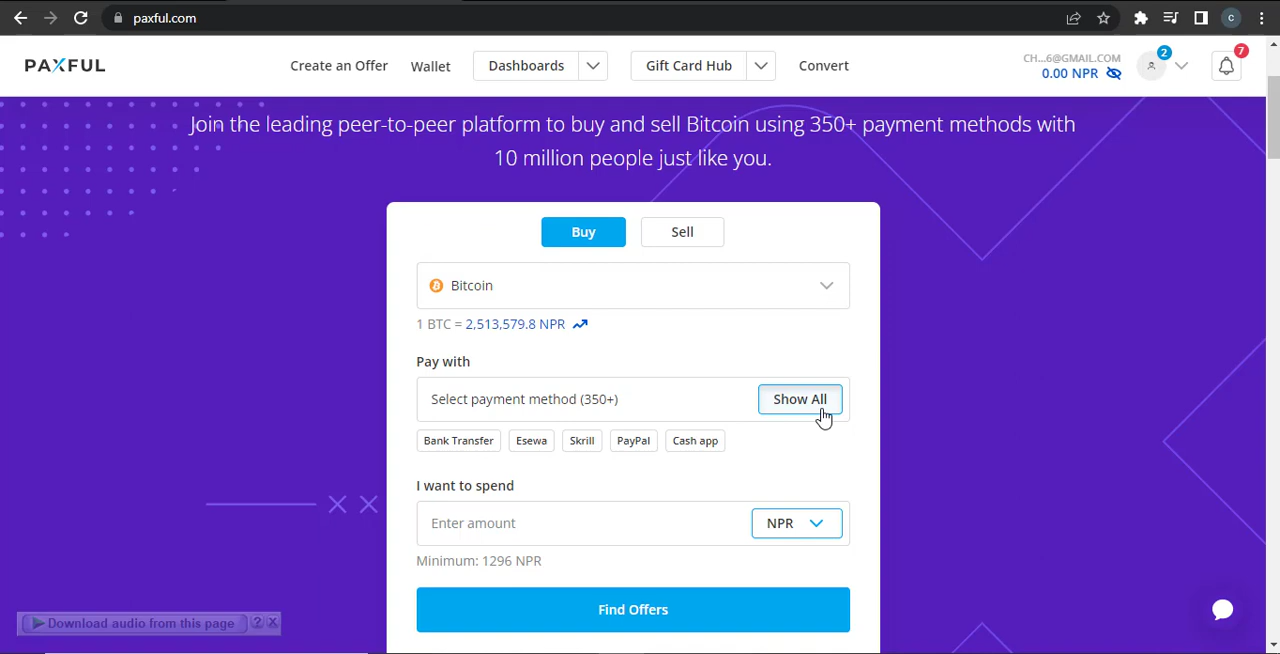 paxful.com
C
PAXFUL
Create an Offer
Wallet
Dashboards
Gift Card Hub
Convert
CH...6@GMAIL.COM
0.00 NPR
2
7
Join the leading peer-to-peer platform to buy and sell Bitcoin using 350+ payment methods with
10 million people just like you.
Buy
Sell
Bitcoin
1 BTC = 2,513,579.8 NPR
Pay with
Select payment method (350+)
Show All
Bank Transfer
Esewa
Skrill
PayPal
Cash app
I want to spend
Enter amount
NPR
Minimum: 1296 NPR
Find Offers
Download audio from this page
? X